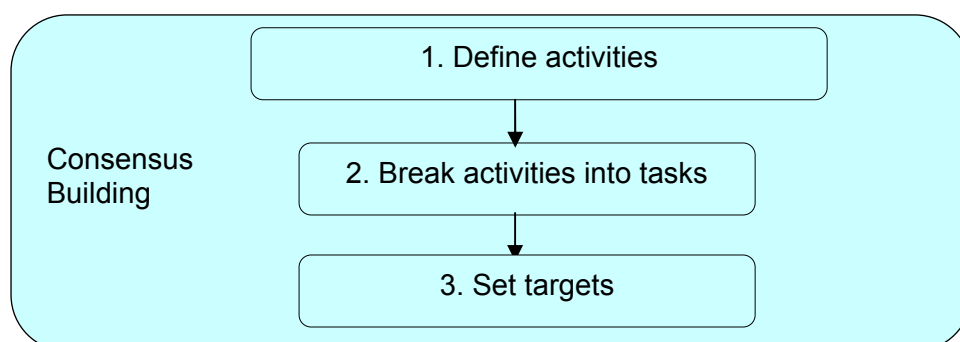 1. Define activities
Consensus
Building
2. Break activities into tasks
3. Set targets